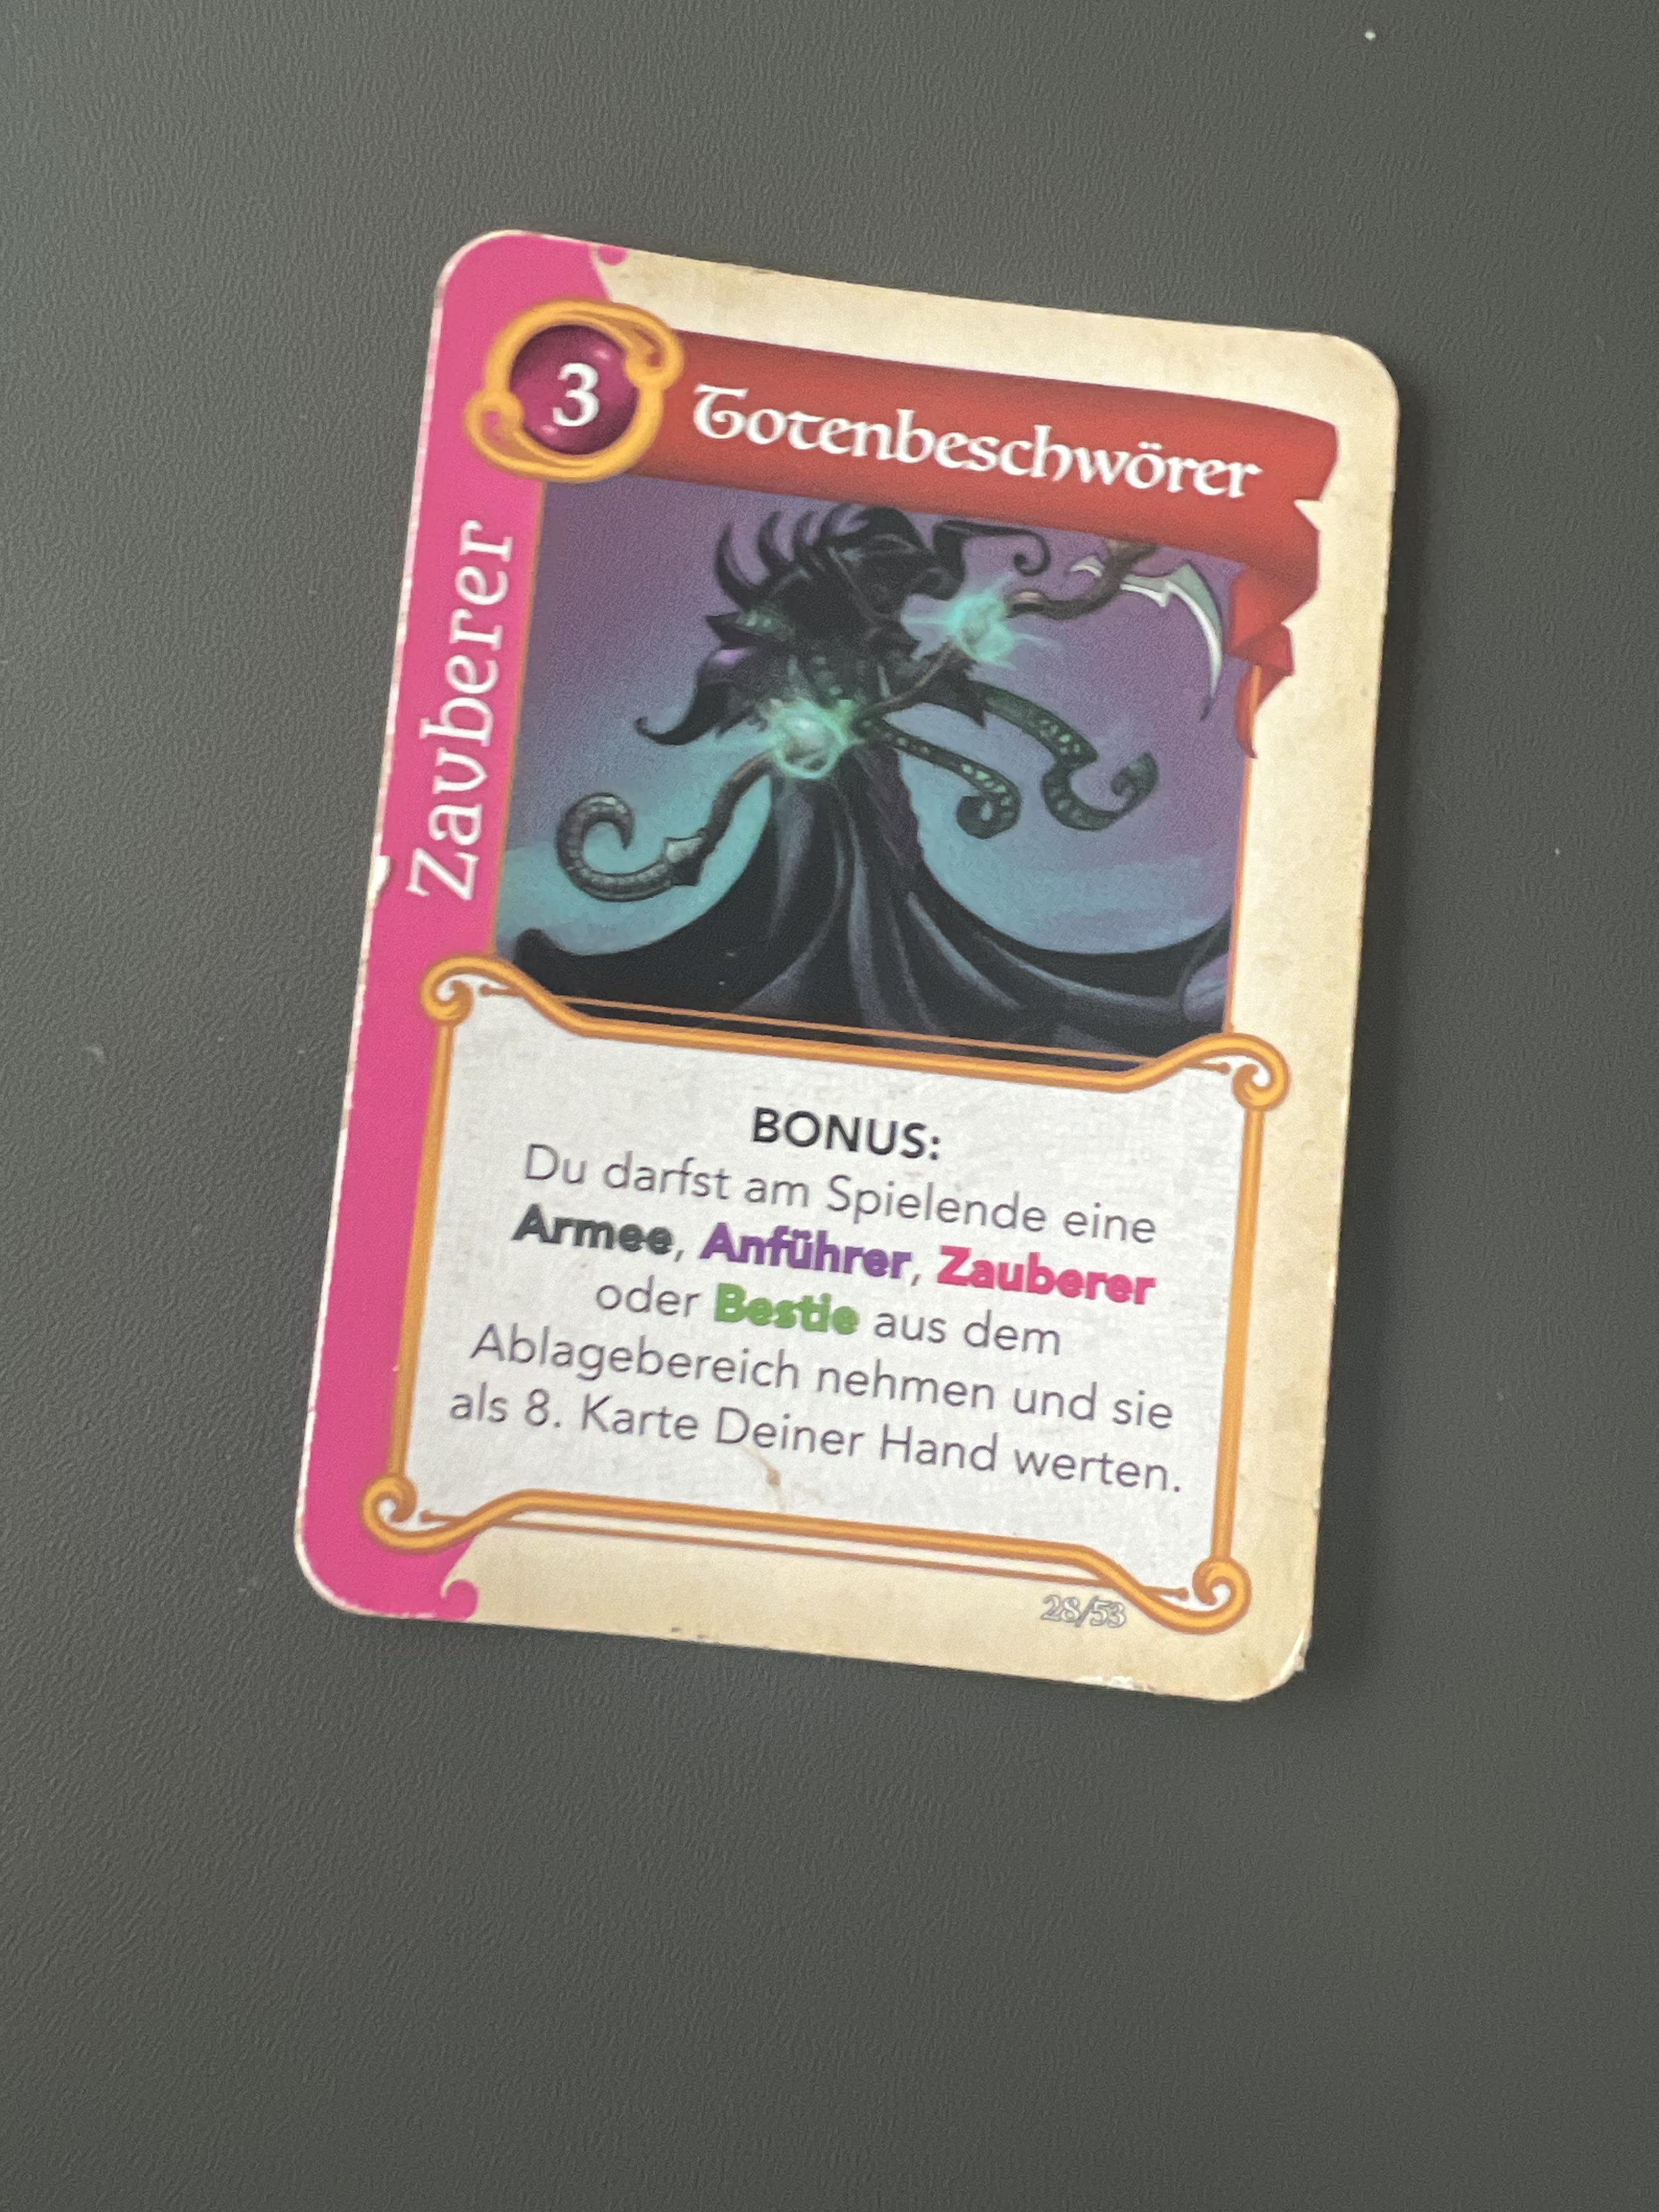 3
Totenbeschwörer
Zauberer
BONUS:
Du darfst am Spielende eine
Armee, Anführer, Zauberer
oder Bestie aus dem
Ablagebereich nehmen und sie
als 8. Karte Deiner Hand werten.
28/53